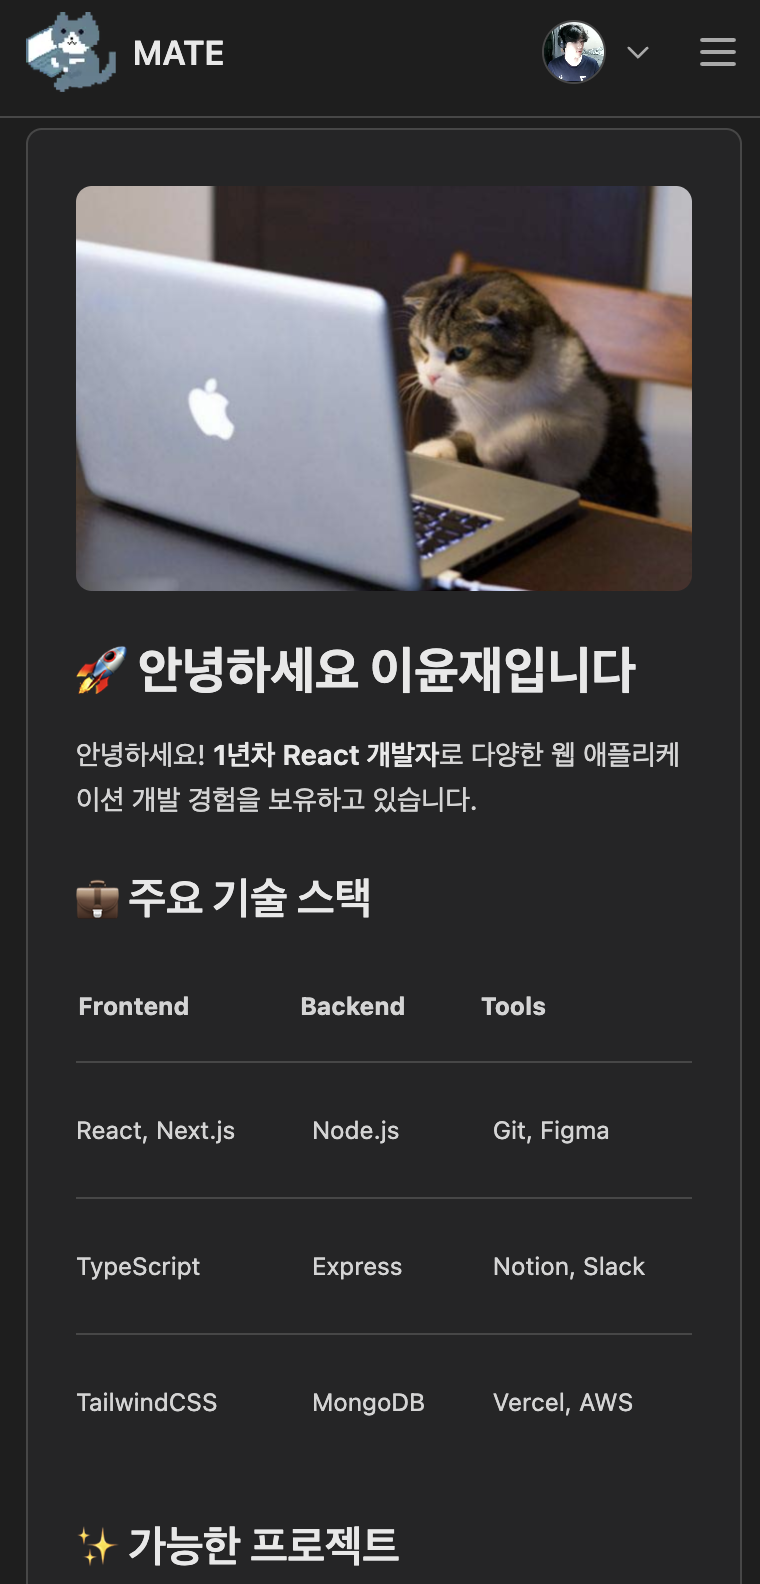 MATE
🚀 안녕하세요 이윤재입니다
안녕하세요! 1년차 React 개발자로 다양한 웹 애플리케
이션 개발 경험을 보유하고 있습니다.
💼 주요 기술 스택
Frontend Backend Tools
React, Next.js Node.js Git, Figma
TypeScript Express Notion, Slack
TailwindCSS MongoDB Vercel, AWS
✨ 가능한 프로젝트